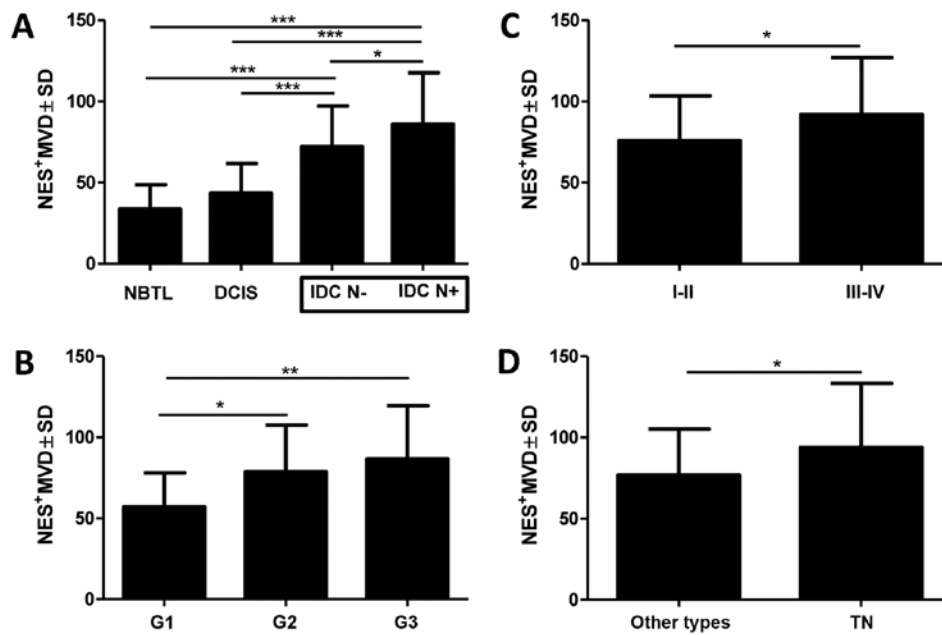 A
NES⁺MVD± SD
150
100
50
0
***
***
*
***
***
NBTL DCIS IDC N- IDC N+
C
NES⁺MVD± SD
150
100
50
0
*
I-II III-IV
B
NES⁺MVD± SD
150
100
50
0
**
*
G1 G2 G3
D
NES⁺MVD± SD
150
100
50
0
*
Other types TN